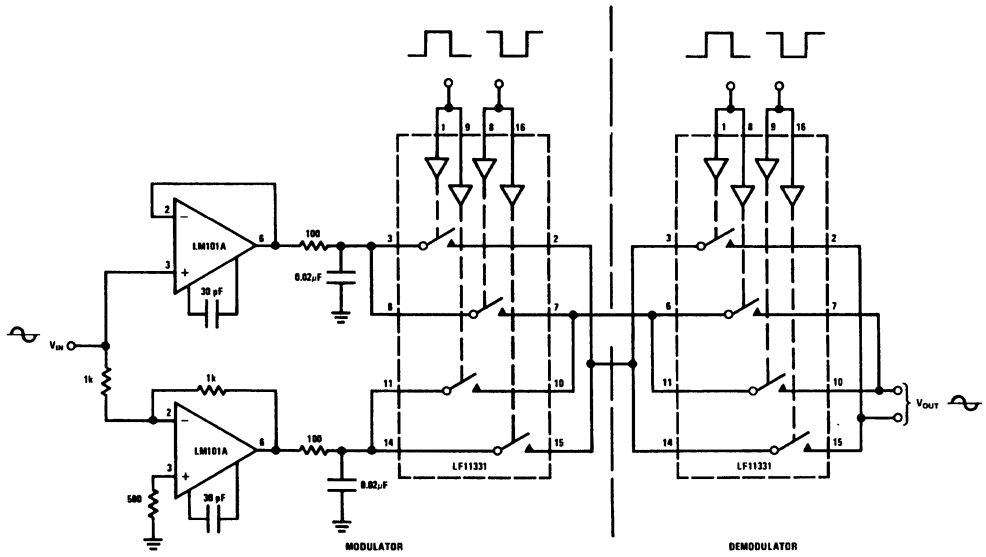 1 9 8 16
1 8 9 16
2
LM101A
6
100
3
2
3
2
3
30 pF
0.02µF
6
7
6
7
VIN
1k
1k
11
10
11
10
VOUT
2
LM101A
6
100
14
15
14
15
3
500
30 pF
0.02µF
LF11331
LF11331
MODULATOR
DEMODULATOR